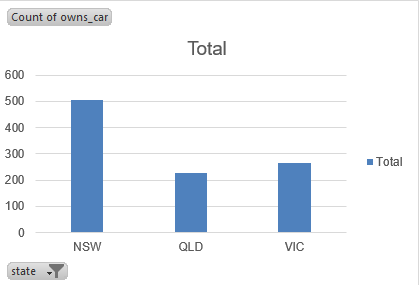 Count of owns_car
Total
600
500
400
300
200
100
0
Total
NSW
QLD
VIC
state